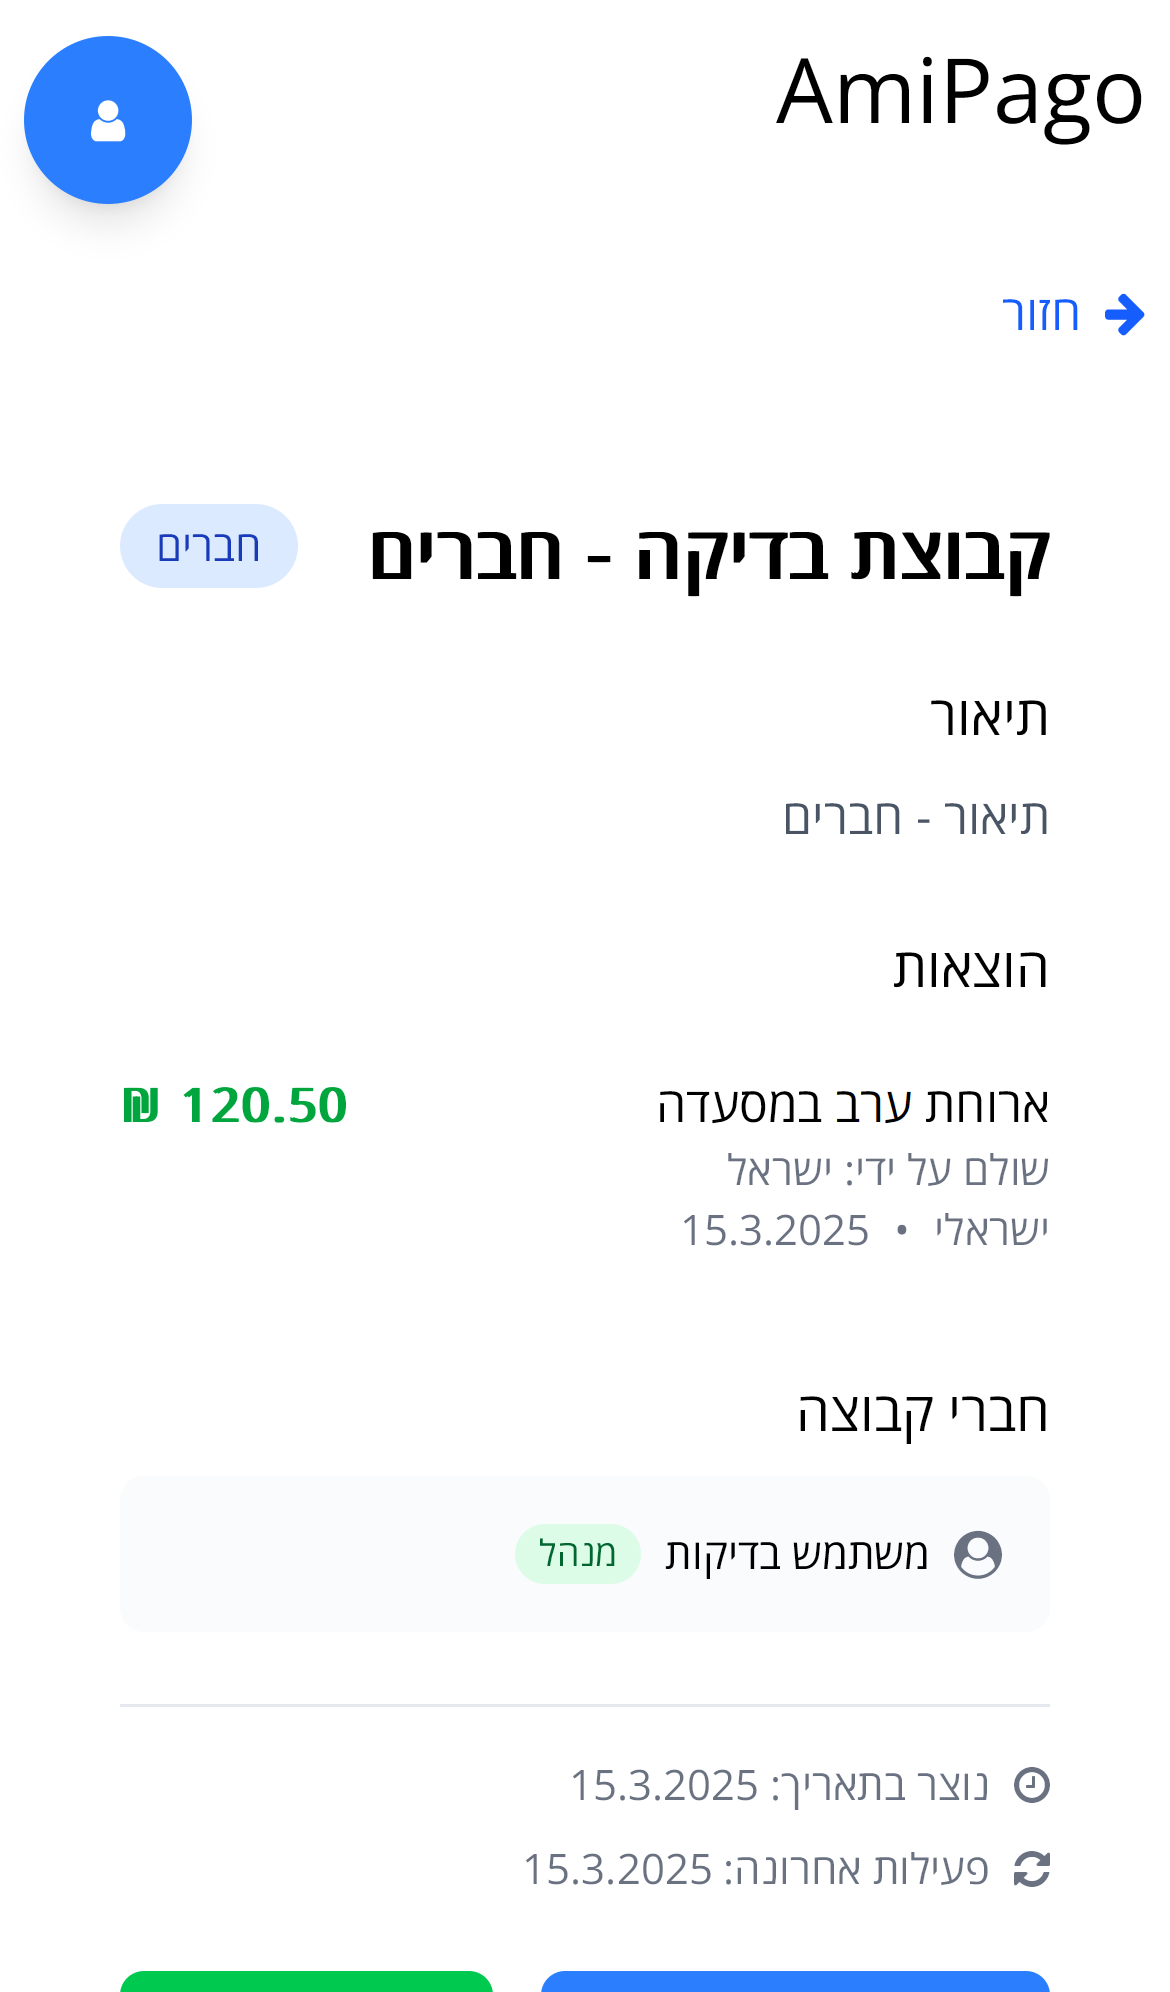 AmiPago
חזור
קבוצת בדיקה - חברים
חברים
תיאור
תיאור - חברים
הוצאות
ארוחת ערב במסעדה
120.50 ₪
שולם על ידי: ישראל
ישראלי • 15.3.2025
חברי קבוצה
משתמש בדיקות מנהל
נוצר בתאריך: 15.3.2025
פעילות אחרונה: 15.3.2025